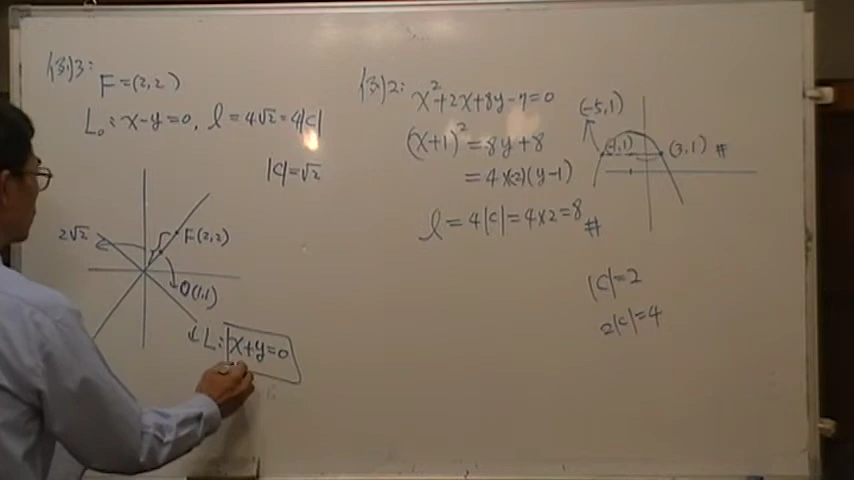 例3:
F=(2,2)
L₀: x-y=0, l=4√2=4|c|
|c|=√2
2√2
F(2,2)
O(1,1)
L: x+y=0
例2: x²+2x+8y-7=0
(x+1)²=8y+8
=4×(2)(y-1)
l=4|c|=4×2=8 #
(-5,1)
(-1,1)
(3,1) #
|c|=2
2|c|=4